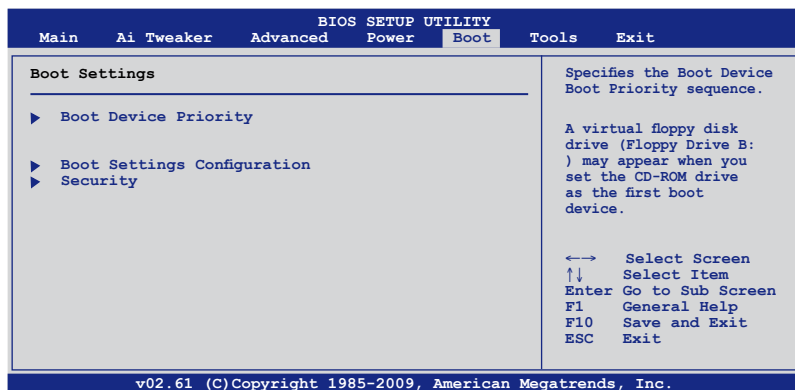 BIOS SETUP UTILITY
Main Ai Tweaker Advanced Power Boot Tools Exit
Boot Settings
Boot Device Priority
Boot Settings Configuration
Security
Specifies the Boot Device
Boot Priority sequence.
A virtual floppy disk
drive (Floppy Drive B:
) may appear when you
set the CD-ROM drive
as the first boot
device.
←→ Select Screen
↑↓ Select Item
Enter Go to Sub Screen
F1 General Help
F10 Save and Exit
ESC Exit
v02.61 (C)Copyright 1985-2009, American Megatrends, Inc.